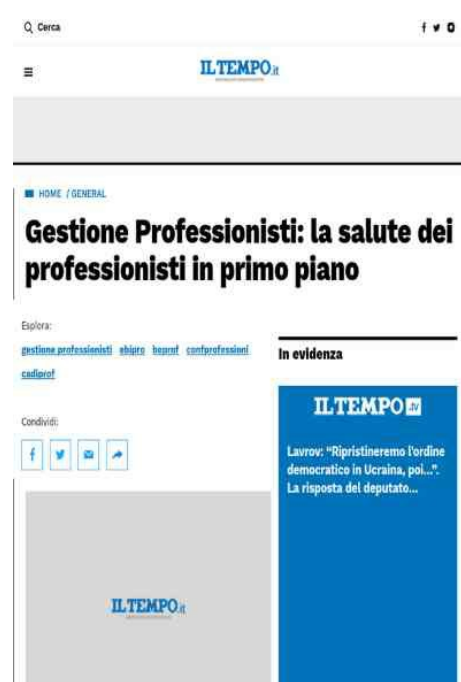 Cerca
IL TEMPO.it
HOME / GENERAL
Gestione Professionisti: la salute dei
professionisti in primo piano
Esplora:
gestione professionisti ebipro beprof confprofessioni
cadiprof
Condividi:
In evidenza
IL TEMPO TV
Lavrov: “Ripristineremo l'ordine
democratico in Ucraina, poi...”.
La risposta del deputato...
IL TEMPO.it